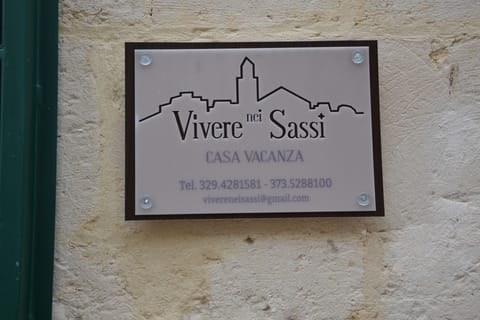 Vivere nei Sassi
CASA VACANZA
Tel. 329.4281581 - 373.5288100
vivereneisassi@gmail.com